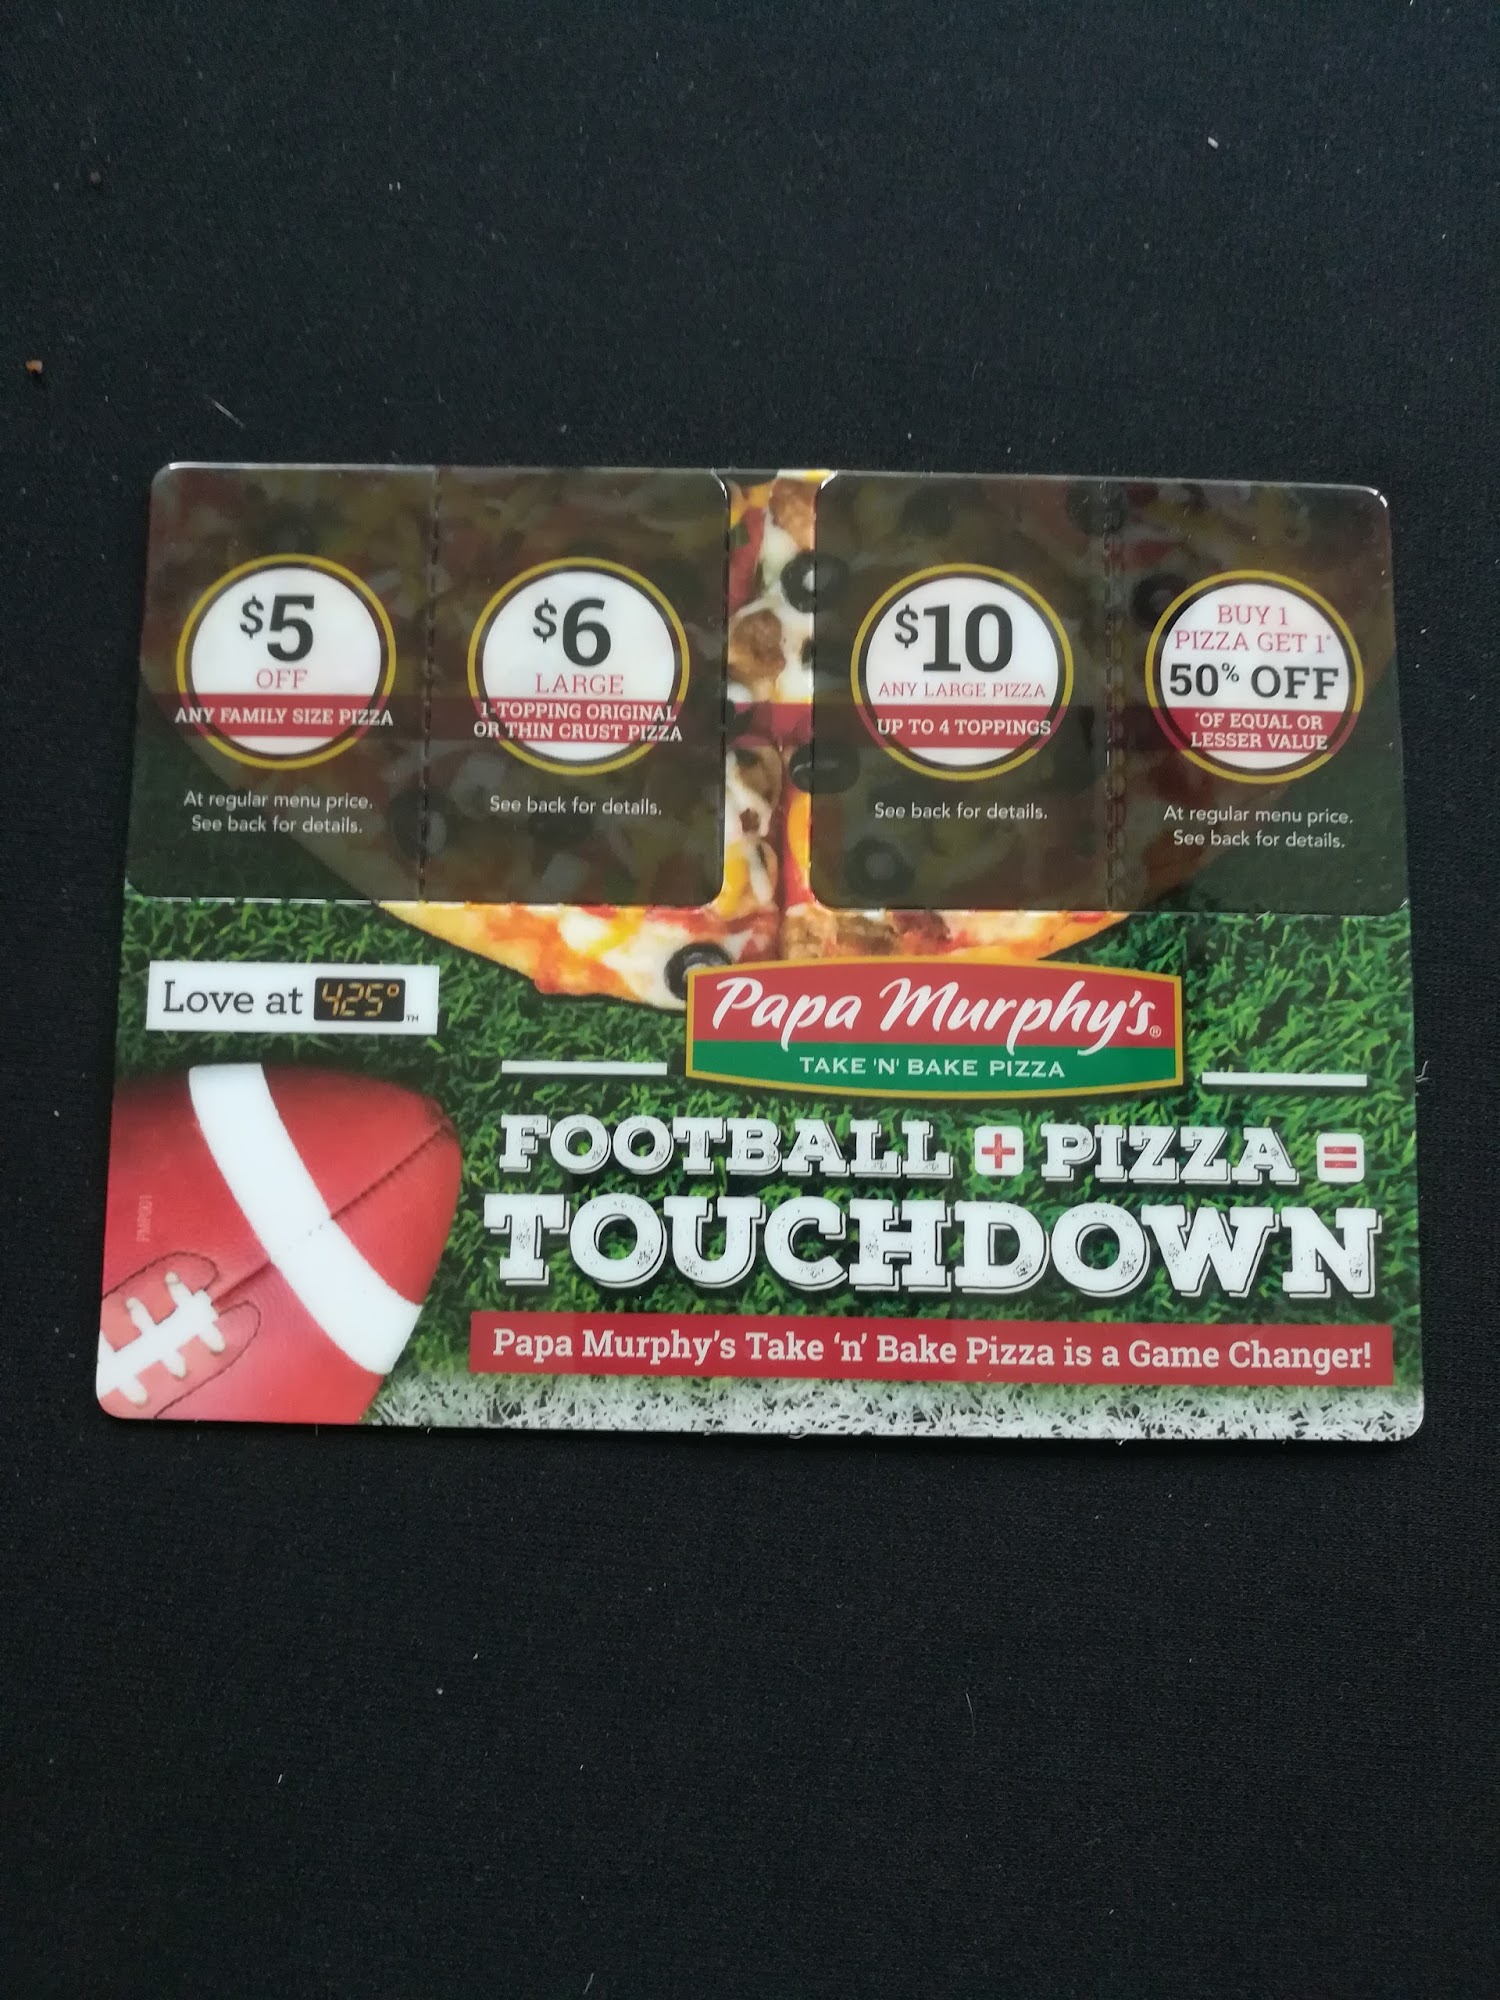 $5
OFF
ANY FAMILY SIZE PIZZA
At regular menu price.
See back for details.
$6
LARGE
1-TOPPING ORIGINAL
OR THIN CRUST PIZZA
See back for details.
$10
ANY LARGE PIZZA
UP TO 4 TOPPINGS
See back for details.
BUY 1
PIZZA GET 1*
50% OFF
*OF EQUAL OR
LESSER VALUE
At regular menu price.
See back for details.
Love at 425°™
Papa Murphy's®
TAKE 'N' BAKE PIZZA
FOOTBALL + PIZZA =
TOUCHDOWN
Papa Murphy's Take 'n' Bake Pizza is a Game Changer!